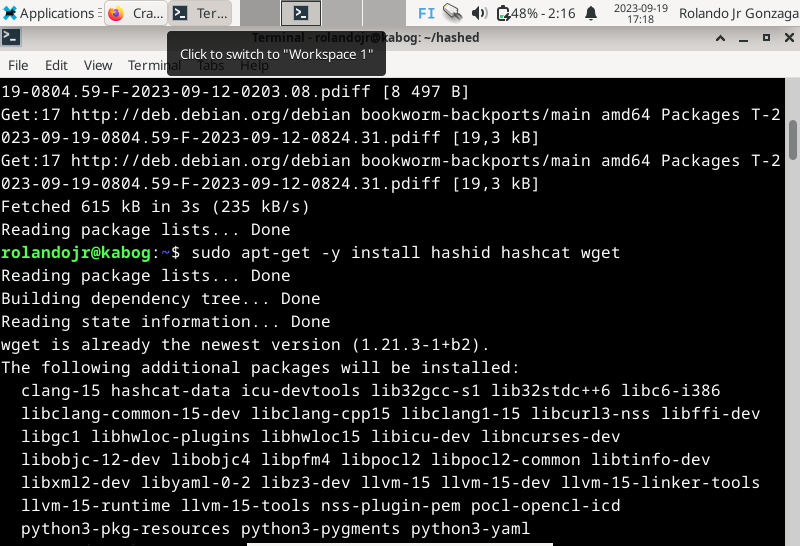 Applications
Cra...
Ter...
FI
48% - 2:16
2023-09-19
17:18
Rolando Jr Gonzaga
Terminal - rolandojr@kabog: ~/hashed
Click to switch to "Workspace 1"
File Edit View Terminal Tabs Help
19-0804.59-F-2023-09-12-0203.08.pdiff [8 497 B]
Get:17 http://deb.debian.org/debian bookworm-backports/main amd64 Packages T-2
023-09-19-0804.59-F-2023-09-12-0824.31.pdiff [19,3 kB]
Get:17 http://deb.debian.org/debian bookworm-backports/main amd64 Packages T-2
023-09-19-0804.59-F-2023-09-12-0824.31.pdiff [19,3 kB]
Fetched 615 kB in 3s (235 kB/s)
Reading package lists... Done
rolandojr@kabog:~$ sudo apt-get -y install hashid hashcat wget
Reading package lists... Done
Building dependency tree... Done
Reading state information... Done
wget is already the newest version (1.21.3-1+b2).
The following additional packages will be installed:
clang-15 hashcat-data icu-devtools lib32gcc-s1 lib32stdc++6 libc6-i386
libclang-common-15-dev libclang-cpp15 libclang1-15 libcurl3-nss libffi-dev
libgc1 libhwloc-plugins libhwloc15 libicu-dev libncurses-dev
libobjc-12-dev libobjc4 libpfm4 libpocl2 libpocl2-common libtinfo-dev
libxml2-dev libyaml-0-2 libz3-dev llvm-15 llvm-15-dev llvm-15-linker-tools
llvm-15-runtime llvm-15-tools nss-plugin-pem pocl-opencl-icd
python3-pkg-resources python3-pygments python3-yaml